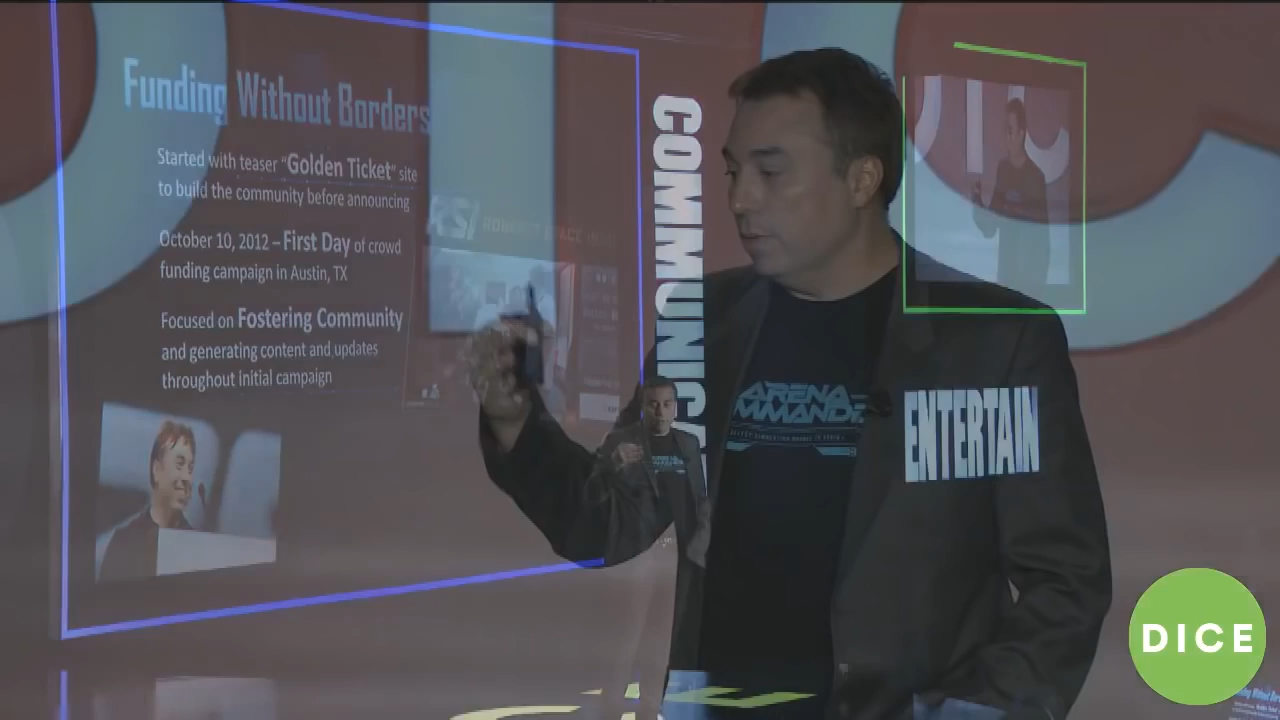 Funding Without Borders
Started with teaser “Golden Ticket” site
to build the community before announcing
October 10, 2012 – First Day of crowd
funding campaign in Austin, TX
Focused on Fostering Community
and generating content and updates
throughout initial campaign
RSI
COMMUNICA
ARENA
MMANDE
ENTERTAIN
DICE